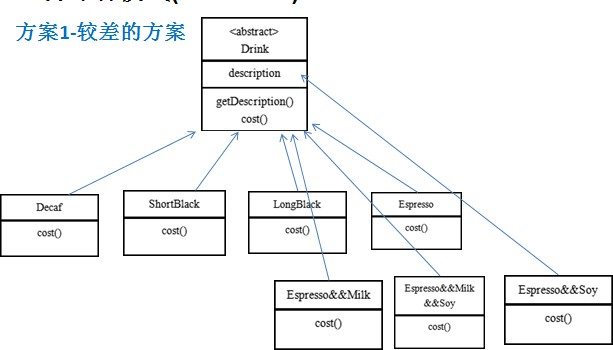 方案1-较差的方案
<abstract>
Drink
description
getDescription()
cost()
Decaf
cost()
ShortBlack
cost()
LongBlack
cost()
Espresso
cost()
Espresso&&Milk
cost()
Espresso&&Milk
&&Soy
cost()
Espresso&&Soy
cost()